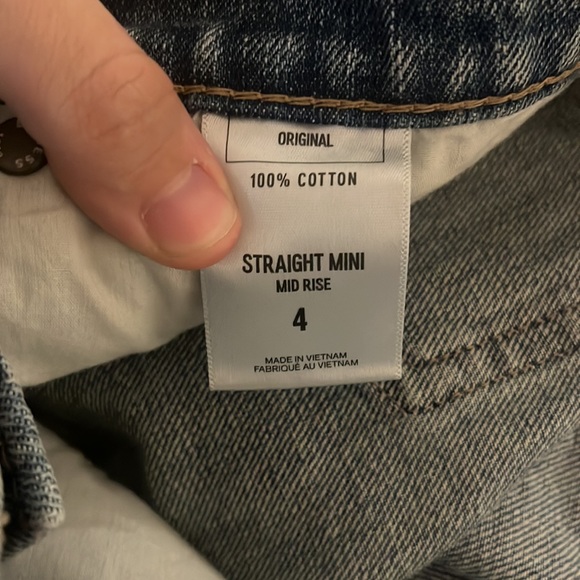 ORIGINAL
100% COTTON
STRAIGHT MINI
MID RISE
4
MADE IN VIETNAM
FABRIQUÉ AU VIETNAM